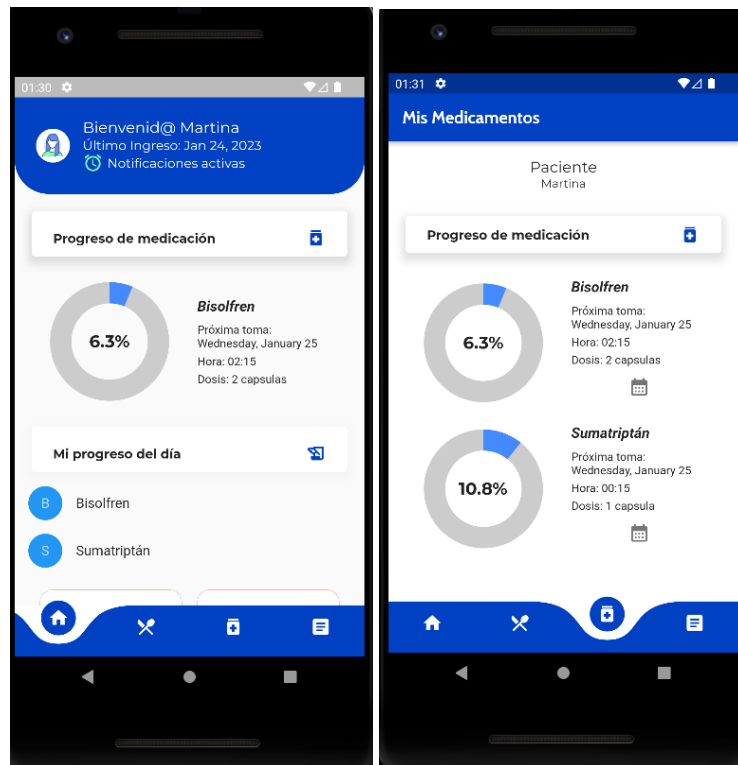 01:30
Bienvenid@ Martina
Último Ingreso: Jan 24, 2023
Notificaciones activas
Progreso de medicación
6.3%
Bisolfren
Próxima toma:
Wednesday, January 25
Hora: 02:15
Dosis: 2 capsulas
Mi progreso del día
B
Bisolfren
S
Sumatriptán
01:31
Mis Medicamentos
Paciente
Martina
Progreso de medicación
6.3%
Bisolfren
Próxima toma:
Wednesday, January 25
Hora: 02:15
Dosis: 2 capsulas
10.8%
Sumatriptán
Próxima toma:
Wednesday, January 25
Hora: 00:15
Dosis: 1 capsula